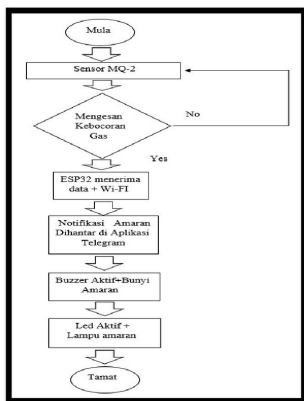 Mula
Sensor MQ-2
Mengesan
Kebocoran
Gas
No
Yes
ESP32 menerima
data + Wi-FI
Notifikasi Amaran
Dihantar di Aplikasi
Telegram
Buzzer Aktif+Bunyi
Amaran
Led Aktif +
Lampu amaran
Tamat